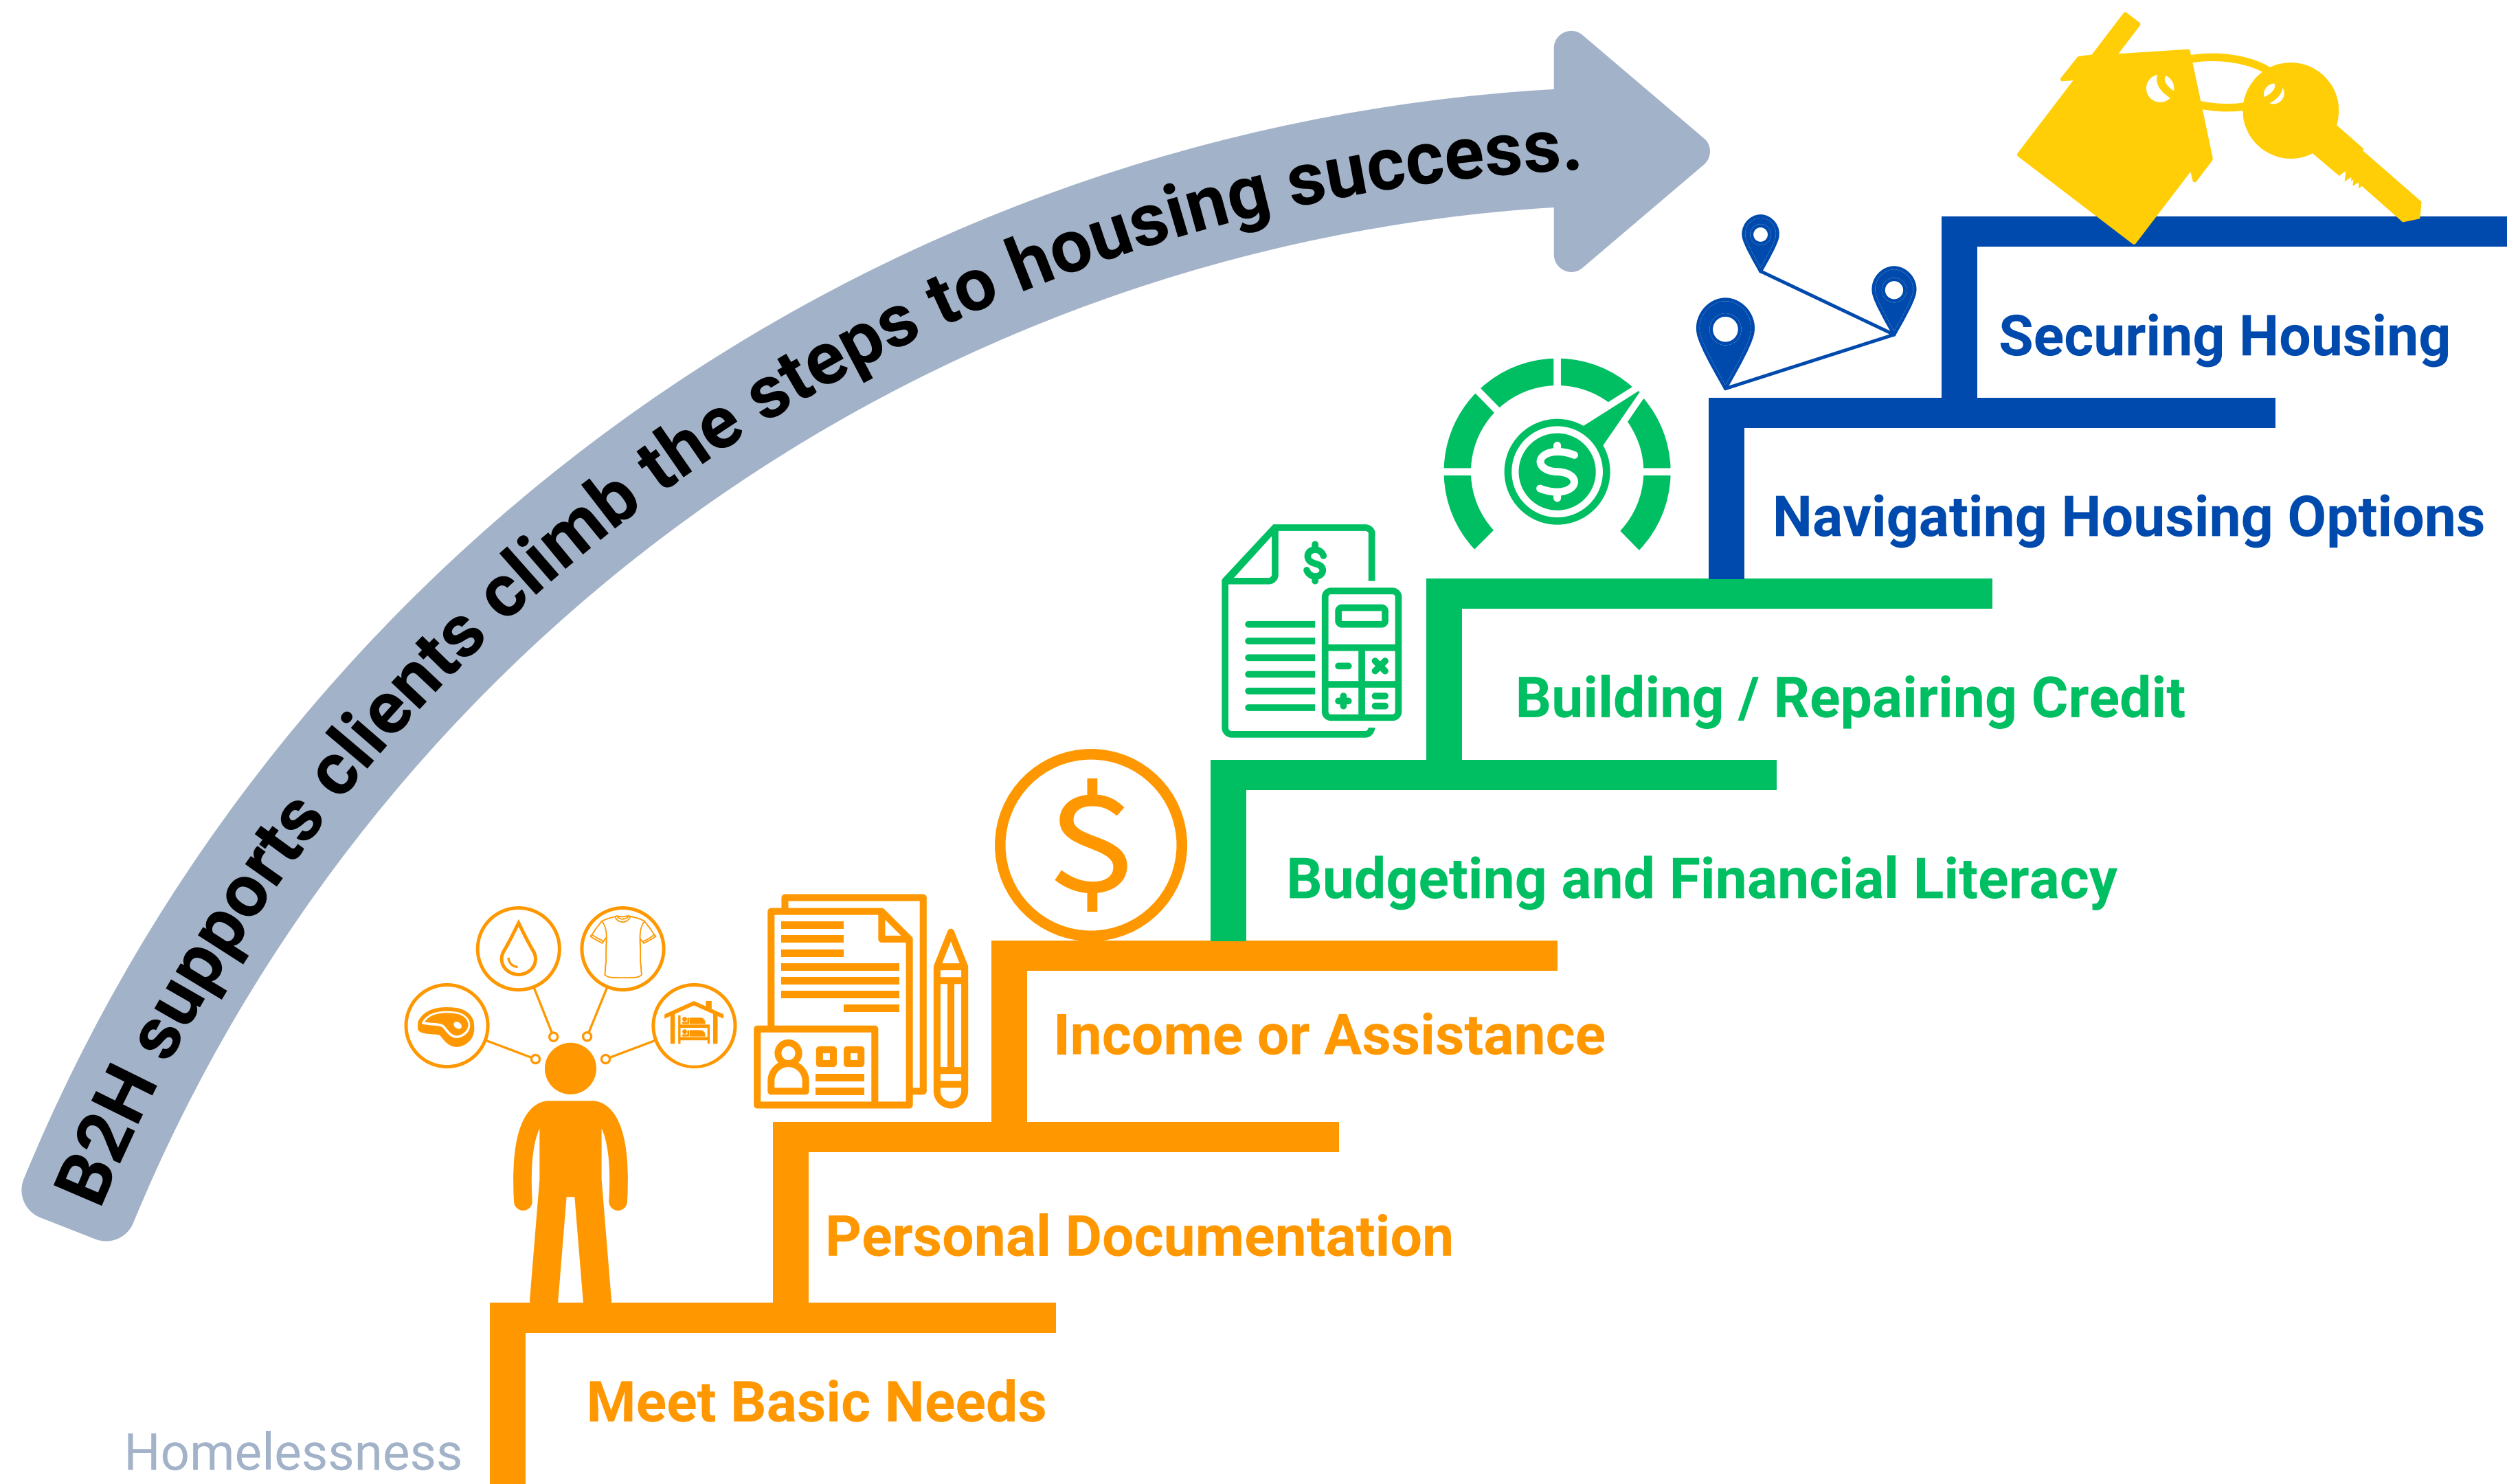 B2H supports clients climb the steps to housing success.
Securing Housing
Navigating Housing Options
Building / Repairing Credit
Budgeting and Financial Literacy
Income or Assistance
Personal Documentation
Meet Basic Needs
Homelessness